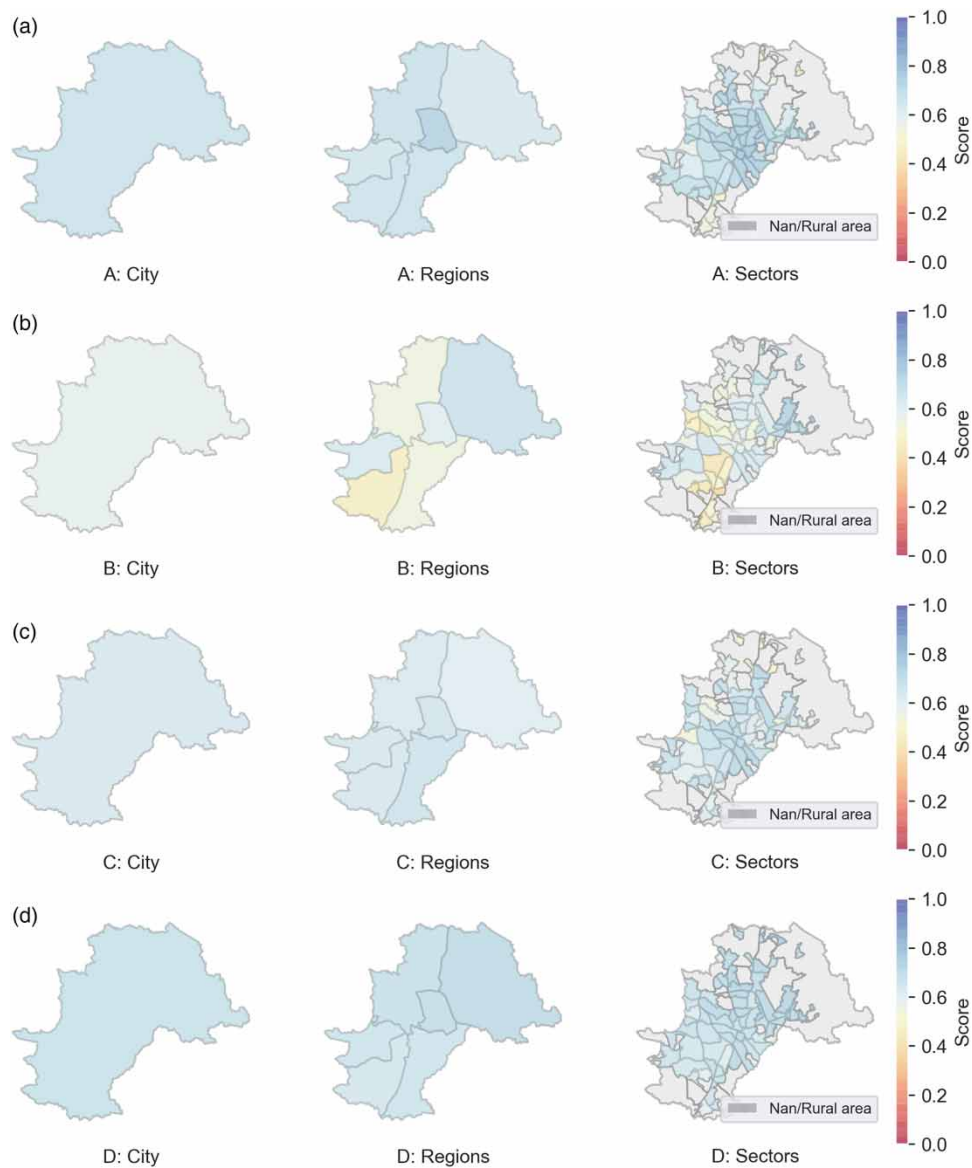 (a)
1.0
0.8
0.6
0.4
0.2
0.0
Score
Nan/Rural area
A: City
A: Regions
A: Sectors
(b)
1.0
0.8
0.6
0.4
0.2
0.0
Score
Nan/Rural area
B: City
B: Regions
B: Sectors
(c)
1.0
0.8
0.6
0.4
0.2
0.0
Score
Nan/Rural area
C: City
C: Regions
C: Sectors
(d)
1.0
0.8
0.6
0.4
0.2
0.0
Score
Nan/Rural area
D: City
D: Regions
D: Sectors